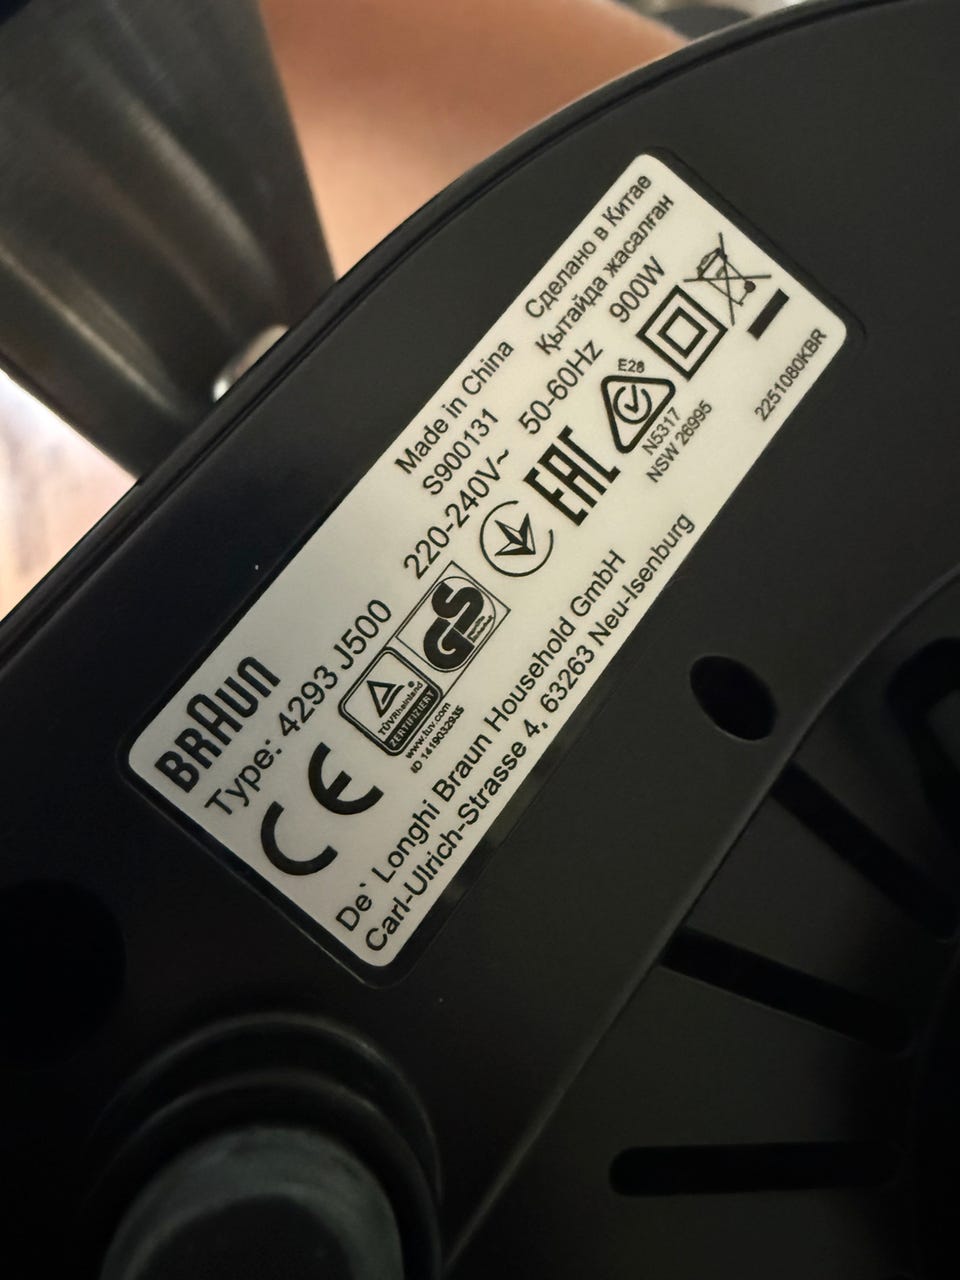 BRAUN
Type: 4293 J500
Made in China
S900131
220-240V~
Сделано в Китае
Қытайда жасалған
50-60Hz 900W
CE
TÜVRheinland®
ZERTIFIZIERT
www.tuv.com
ID 1419032935
GS
EAC
E28
N5317
NSW 26995
De`Longhi Braun Household GmbH
Carl-Ulrich-Strasse 4, 63263 Neu-Isenburg
2251080KBR